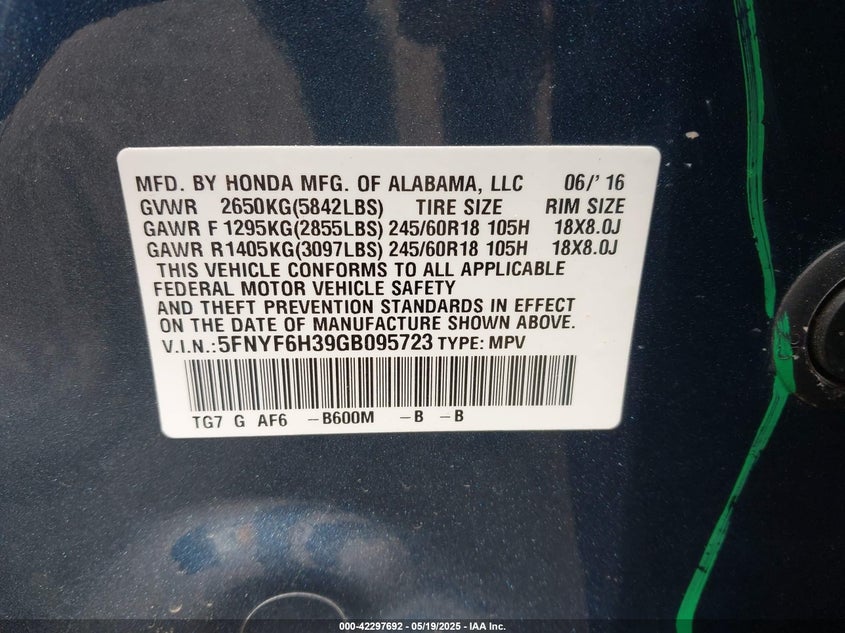 MFD. BY HONDA MFG. OF ALABAMA, LLC 06/' 16
GVWR 2650KG(5842LBS) TIRE SIZE RIM SIZE
GAWR F 1295KG(2855LBS) 245/60R18 105H 18X8.0J
GAWR R1405KG(3097LBS) 245/60R18 105H 18X8.0J
THIS VEHICLE CONFORMS TO ALL APPLICABLE
FEDERAL MOTOR VEHICLE SAFETY
AND THEFT PREVENTION STANDARDS IN EFFECT
ON THE DATE OF MANUFACTURE SHOWN ABOVE.
V.I.N.:5FNYF6H39GB095723 TYPE: MPV
TG7 G AF6 -B600M -B -B
000-42297692 - 05/19/2025 - IAA Inc.